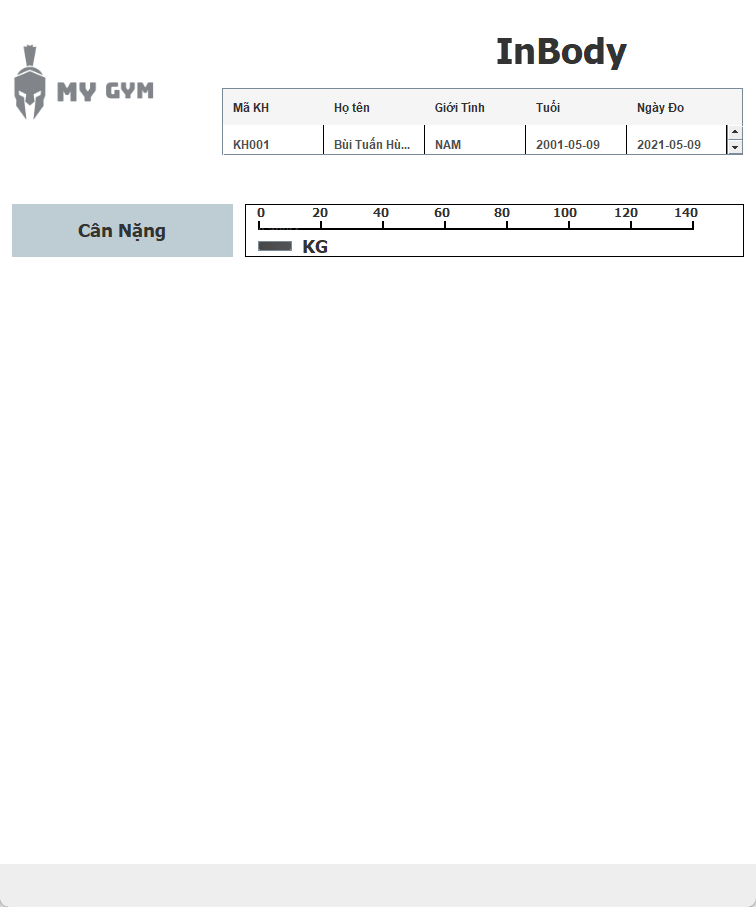 InBody
MY GYM
Mã KH Họ tên Giới Tính Tuổi Ngày Đo
KH001 Bùi Tuấn Hù... NAM 2001-05-09 2021-05-09
Cân Nặng
0 20 40 60 80 100 120 140
KG